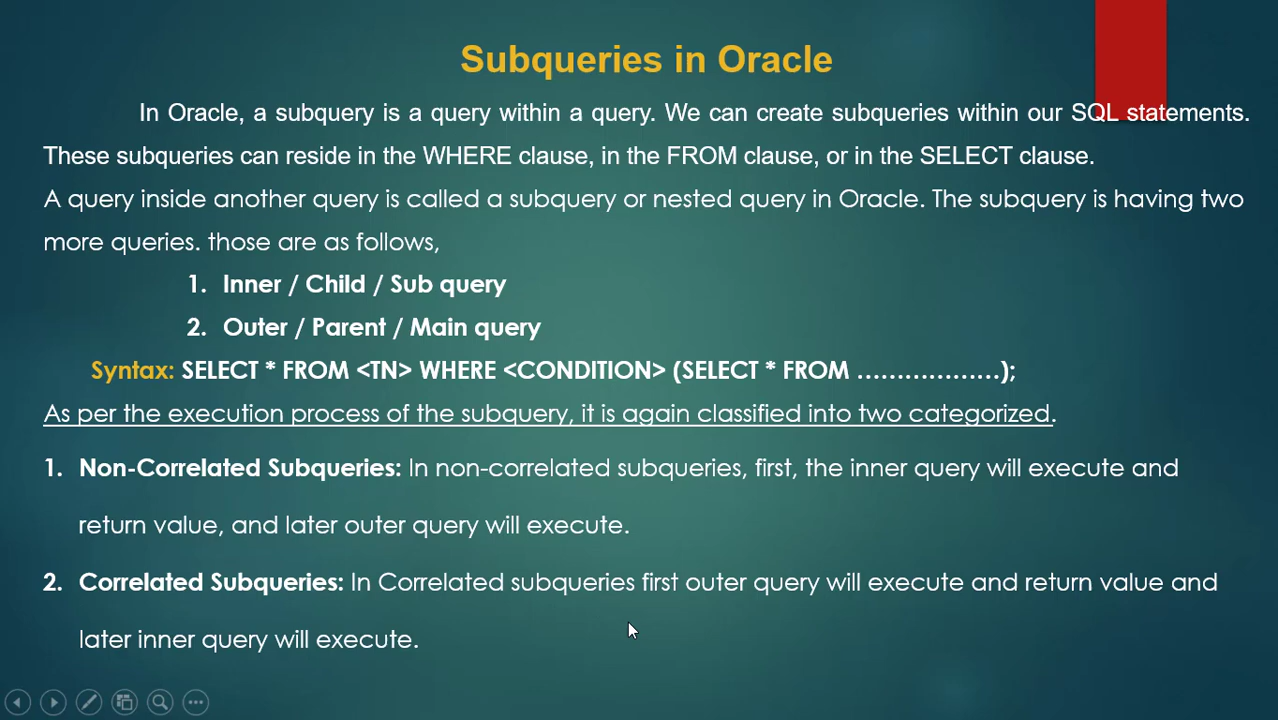 Subqueries in Oracle
In Oracle, a subquery is a query within a query. We can create subqueries within our SQL statements.
These subqueries can reside in the WHERE clause, in the FROM clause, or in the SELECT clause.
A query inside another query is called a subquery or nested query in Oracle. The subquery is having two
more queries. those are as follows,
1. Inner / Child / Sub query
2. Outer / Parent / Main query
Syntax: SELECT * FROM <TN> WHERE <CONDITION> (SELECT * FROM ………………);
As per the execution process of the subquery, it is again classified into two categorized.
1. Non-Correlated Subqueries: In non-correlated subqueries, first, the inner query will execute and
return value, and later outer query will execute.
2. Correlated Subqueries: In Correlated subqueries first outer query will execute and return value and
later inner query will execute.